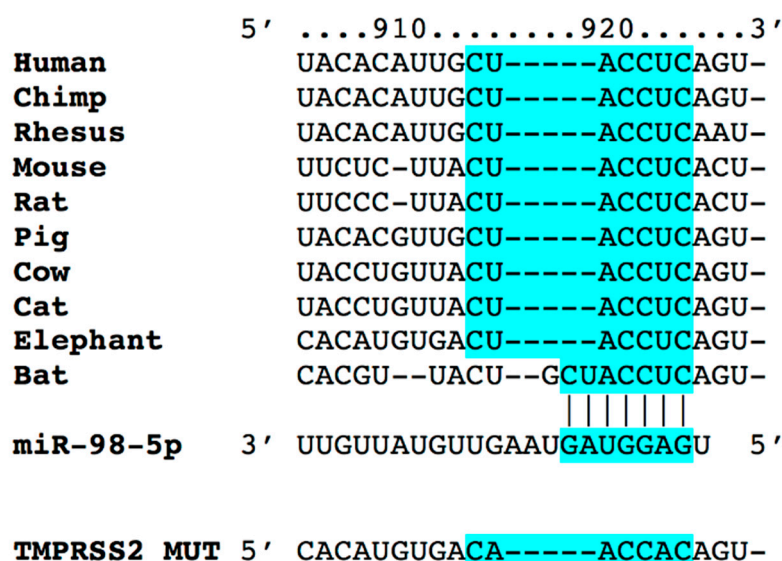 5′ ....910........920......3′
Human UACACAUUGCU-----ACCUCAGU-
Chimp UACACAUUGCU-----ACCUCAGU-
Rhesus UACACAUUGCU-----ACCUCAAU-
Mouse UUCUC-UUACU-----ACCUCACU-
Rat UUCCC-UUACU-----ACCUCACU-
Pig UACACGUUGCU-----ACCUCAGU-
Cow UACCUGUUACU-----ACCUCAGU-
Cat UACCUGUUACU-----ACCUCAGU-
Elephant CACAUGUGACU-----ACCUCAGU-
Bat CACGU--UACU--GCUACCUCAGU-
|||||||
miR-98-5p 3′ UUGUUAUGUUGAAUGAUGGAGU 5′
TMPRSS2 MUT 5′ CACAUGUGACA-----ACCACAGU-